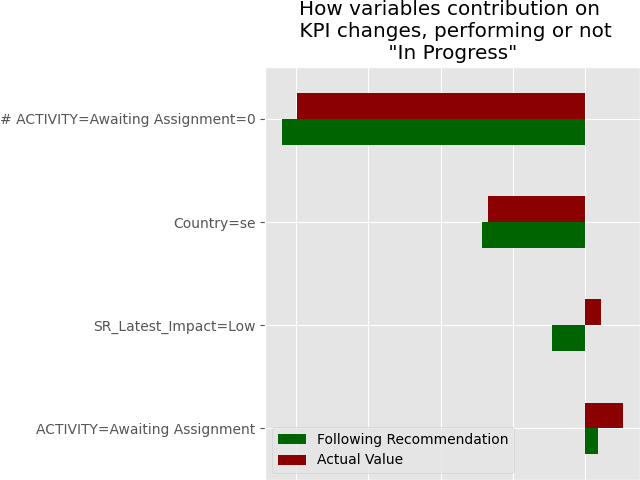 How variables contribution on
KPI changes, performing or not
"In Progress"
# ACTIVITY=Awaiting Assignment=0
Country=se
SR_Latest_Impact=Low
ACTIVITY=Awaiting Assignment
Following Recommendation
Actual Value